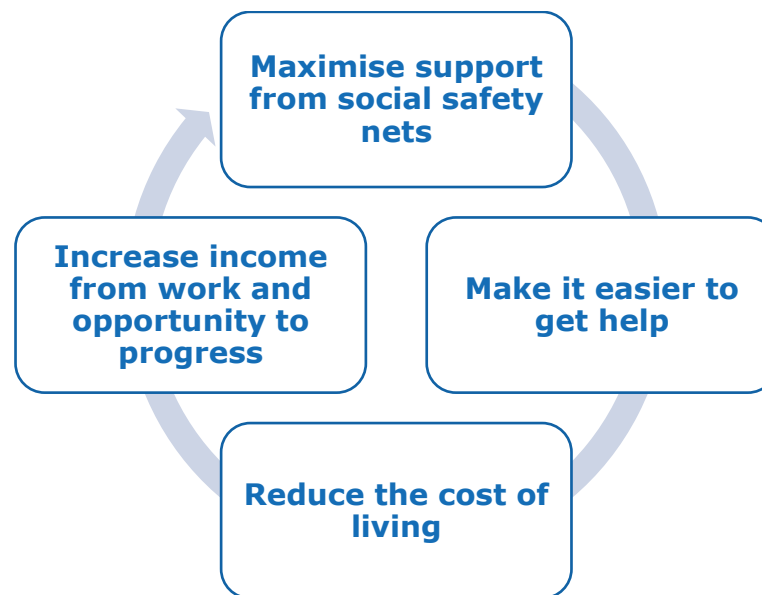 Maximise support
from social safety
nets
Make it easier to
get help
Reduce the cost of
living
Increase income
from work and
opportunity to
progress